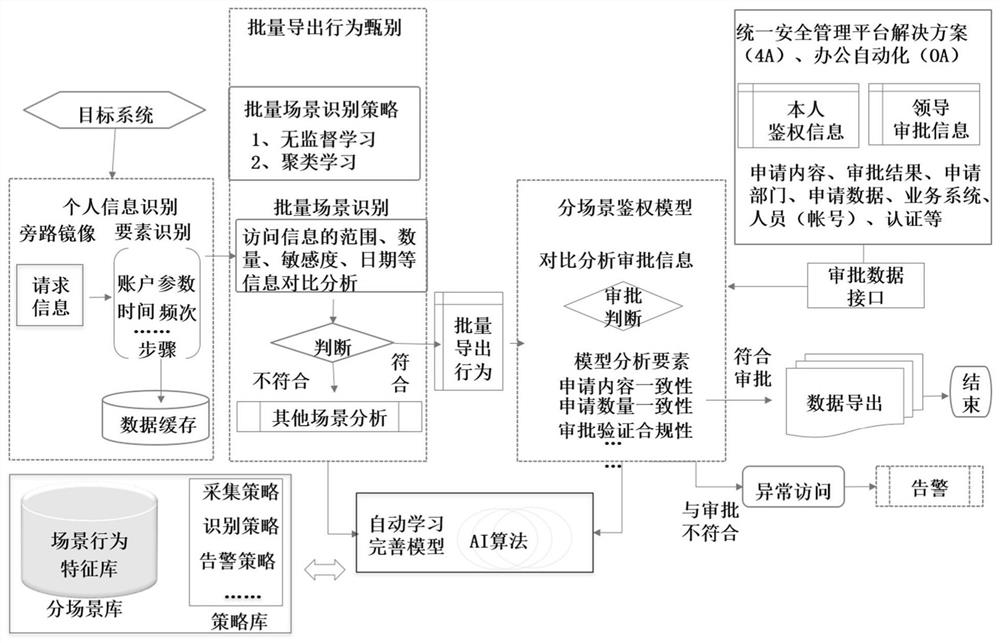 目标系统
个人信息识别
旁路镜像
要素识别
请求
信息
账户 参数
时间 频次
……
步骤
数据缓存
批量导出行为甄别
批量场景识别策略
1、无监督学习
2、聚类学习
批量场景识别
访问信息的范围、数
量、敏感度、日期等
信息对比分析
判断
不符合
符
合
其他场景分析
批量
导出
行为
分场景鉴权模型
对比分析审批信息
审批
判断
模型分析要素
申请内容一致性
申请数量一致性
审批验证合规性
…
…
统一安全管理平台解决方案
（4A）、办公自动化（OA）
本人
鉴权信息
领导
审批信息
申请内容、审批结果、申请
部门、申请数据、业务系统、
人员（帐号）、认证等
审批数据
接口
符合
审批
数据导出
结
束
与审批
不符合
异常访问
告警
场景行为
特征库
分场景库
采集策略
识别策略
告警策略
……
策略库
自动学习
完善模型
AI算法